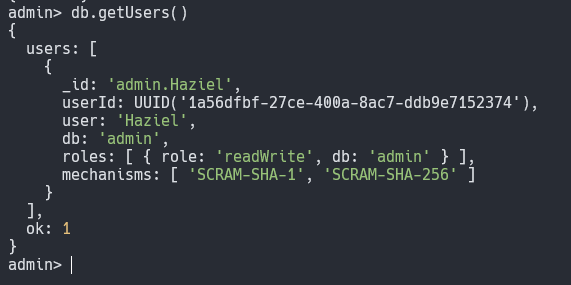 admin> db.getUsers()
{
  users: [
    {
      _id: 'admin.Haziel',
      userId: UUID('1a56dfbf-27ce-400a-8ac7-ddb9e7152374'),
      user: 'Haziel',
      db: 'admin',
      roles: [ { role: 'readWrite', db: 'admin' } ],
      mechanisms: [ 'SCRAM-SHA-1', 'SCRAM-SHA-256' ]
    }
  ],
  ok: 1
}
admin>